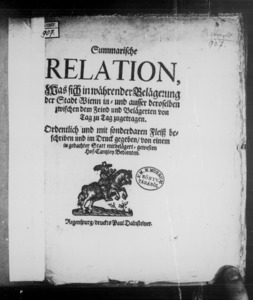 907.
Summarische
RELATION,
Was sich in währender Belägerung
der Stadt Wienn in- und ausser deroselben
zwischen dem Feind und Belägerten von
Tag zu Tag zugetragen.
Ordentlich und mit sonderbaren Fleiß be-
schrieben und im Druck gegeben/ von einem
in gedachter Statt mitbelägert-gewesten
Hof-Cantzley Bedienten.
Regenspurg/ druckts Paul Dalnsteiner.